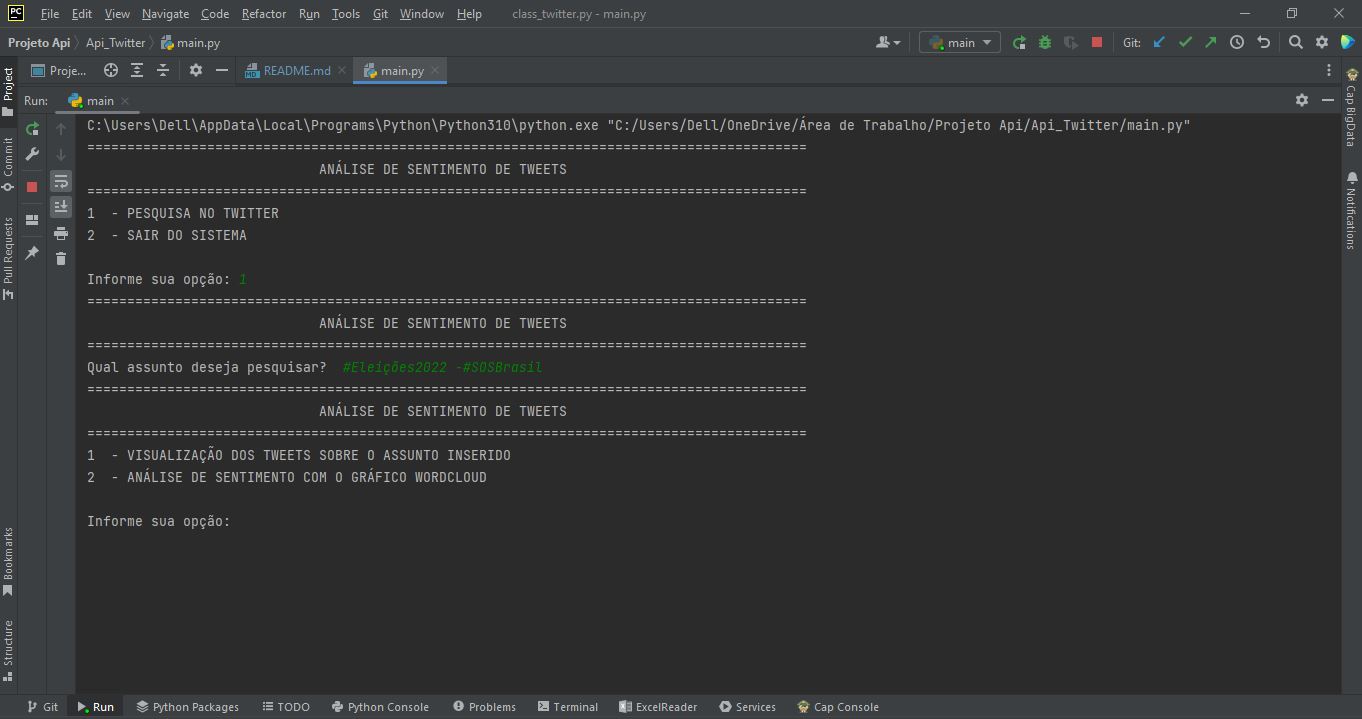 PC File Edit View Navigate Code Refactor Run Tools Git Window Help class_twitter.py - main.py
Projeto Api Api_Twitter main.py main Git:
Proje... README.md main.py
Run: main
C:\Users\Dell\AppData\Local\Programs\Python\Python310\python.exe "C:/Users/Dell/OneDrive/Área de Trabalho/Projeto Api/Api_Twitter/main.py"
==========================================================================================
ANÁLISE DE SENTIMENTO DE TWEETS
==========================================================================================
1 - PESQUISA NO TWITTER
2 - SAIR DO SISTEMA
Informe sua opção: 1
==========================================================================================
ANÁLISE DE SENTIMENTO DE TWEETS
==========================================================================================
Qual assunto deseja pesquisar? #Eleições2022 -#SOSBrasil
==========================================================================================
ANÁLISE DE SENTIMENTO DE TWEETS
==========================================================================================
1 - VISUALIZAÇÃO DOS TWEETS SOBRE O ASSUNTO INSERIDO
2 - ANÁLISE DE SENTIMENTO COM O GRÁFICO WORDCLOUD
Informe sua opção:
Project
Commit
Pull Requests
Bookmarks
Structure
Cap BigData
Notifications
Git Run Python Packages TODO Python Console Problems Terminal ExcelReader Services Cap Console